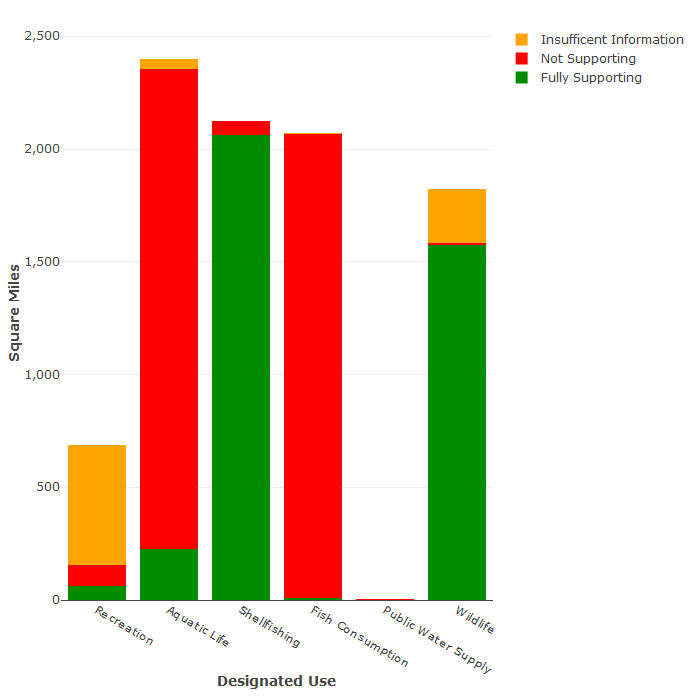 2,500
2,000
1,500
1,000
500
0
Square Miles
Recreation
Aquatic Life
Shellfishing
Fish Consumption
Public Water Supply
Wildlife
Designated Use
Insufficent Information
Not Supporting
Fully Supporting